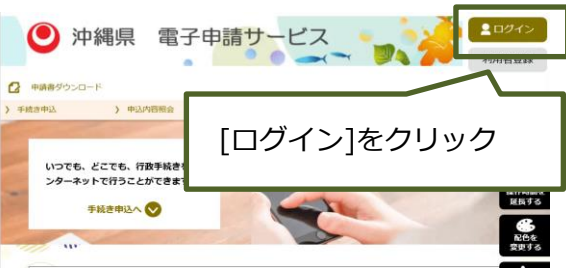 沖縄県 電子申請サービス
ログイン
利用者登録
申請書ダウンロード
手続き申込
申込内容照会
[ログイン]をクリック
いつでも、どこでも、行政手続き
ンターネットで行うことができま
手続き申込へ
延長する
配色を
変更する